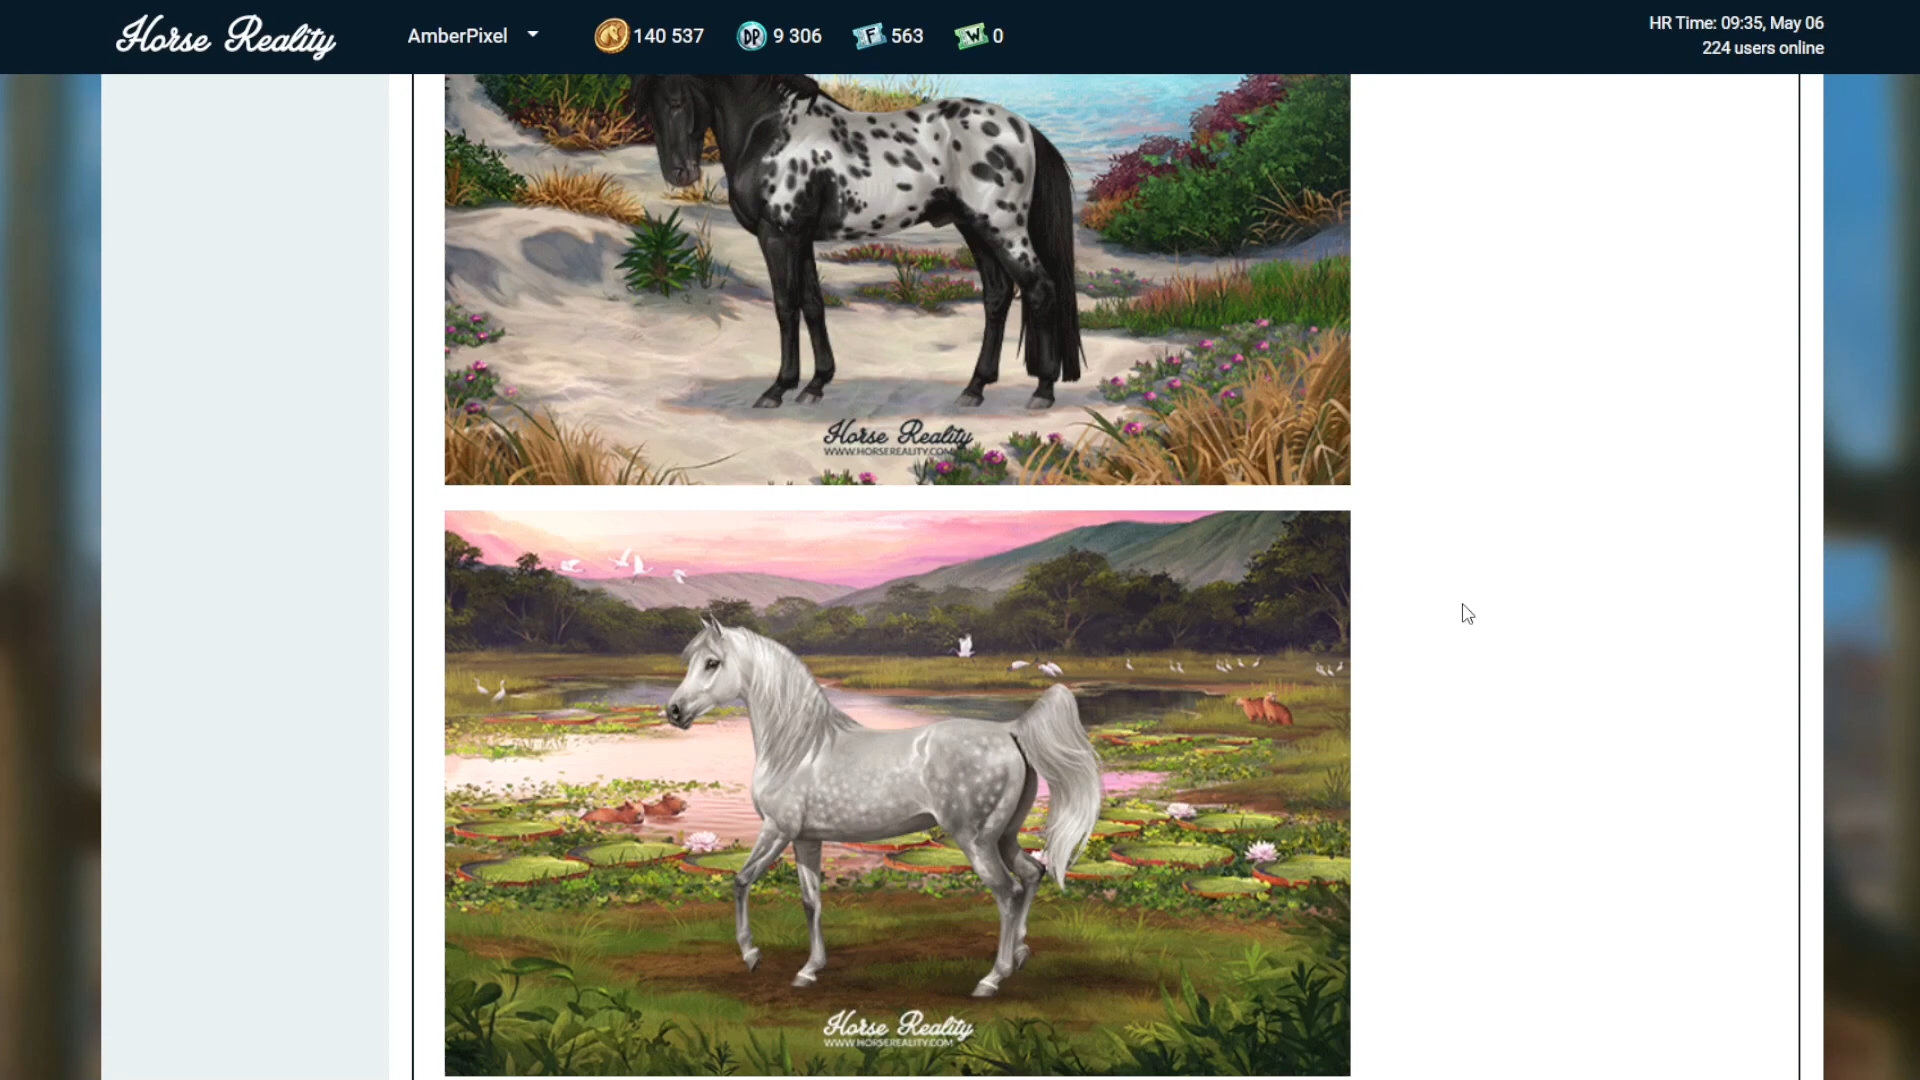 Horse Reality
AmberPixel
140 537
DP 9 306
F 563
W 0
HR Time: 09:35, May 06
224 users online
Horse Reality
WWW.HORSEREALITY.COM
Horse Reality
WWW.HORSEREALITY.COM